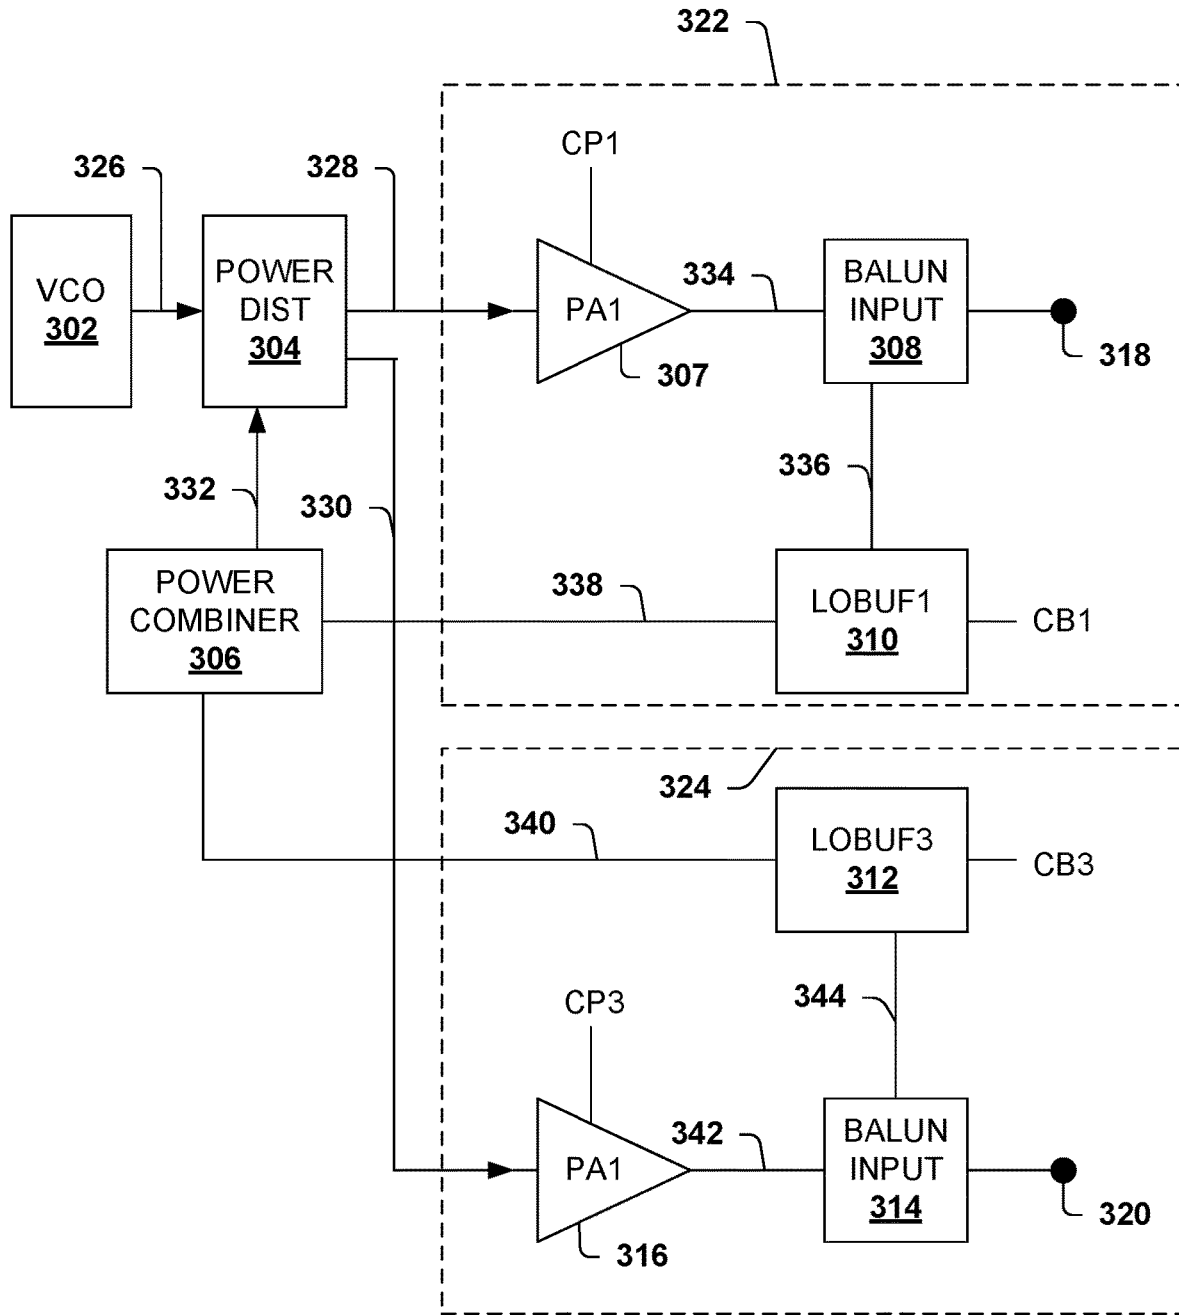 322
CP1
326
328
VCO
302
POWER
DIST
304
PA1
334
BALUN
INPUT
308
318
307
332
330
336
POWER
COMBINER
306
338
LOBUF1
310
CB1
324
340
LOBUF3
312
CB3
CP3
344
PA1
342
BALUN
INPUT
314
320
316